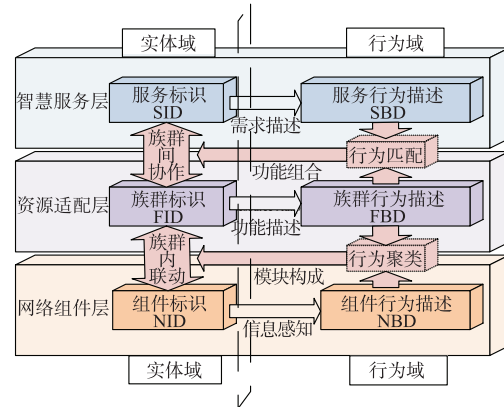 实体域
行为域
服务标识
SID
服务行为描述
SBD
智慧服务层
需求描述
族群
间
协作
行为匹配
功能组合
族群标识
FID
族群行为描述
FBD
资源适配层
功能描述
族群
内
联动
行为聚类
模块构成
组件标识
NID
组件行为描述
NBD
网络组件层
信息感知
实体域
行为域